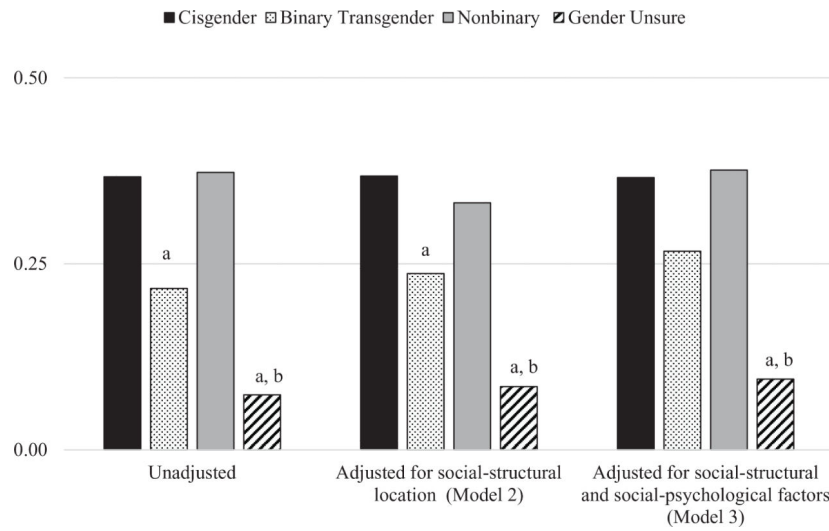 Cisgender Binary Transgender Nonbinary Gender Unsure
0.50
a
a
0.25
a, b
a, b
a, b
0.00
Unadjusted
Adjusted for social-structural
location (Model 2)
Adjusted for social-structural
and social-psychological factors
(Model 3)